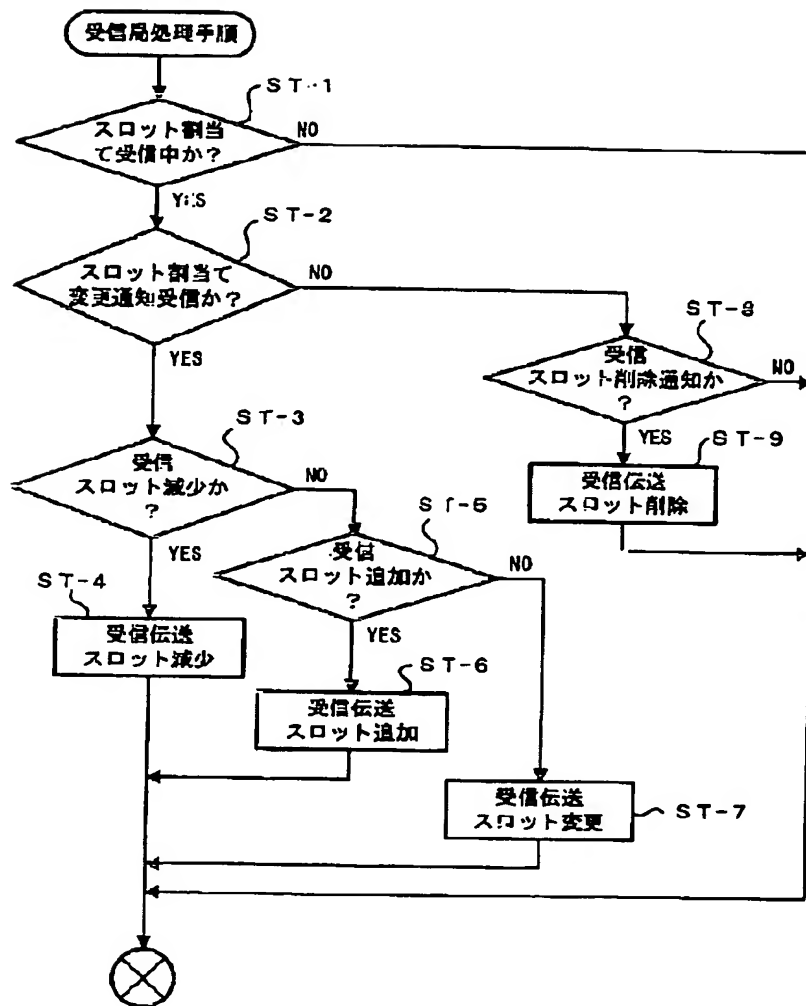 受信局処理手順
ST-1
スロット割当
て受信中か?
NO
YES
ST-2
スロット割当て
変更通知受信か?
NO
YES
ST-8
受信
スロット削除通知か
?
NO
YES
ST-9
受信伝送
スロット削除
ST-3
受信
スロット減少か
?
NO
YES
ST-5
受付
スロット追加か
?
NO
YES
ST-4
受信伝送
スロット減少
ST-6
受信伝送
スロット追加
受信伝送
スロット変更
ST-7